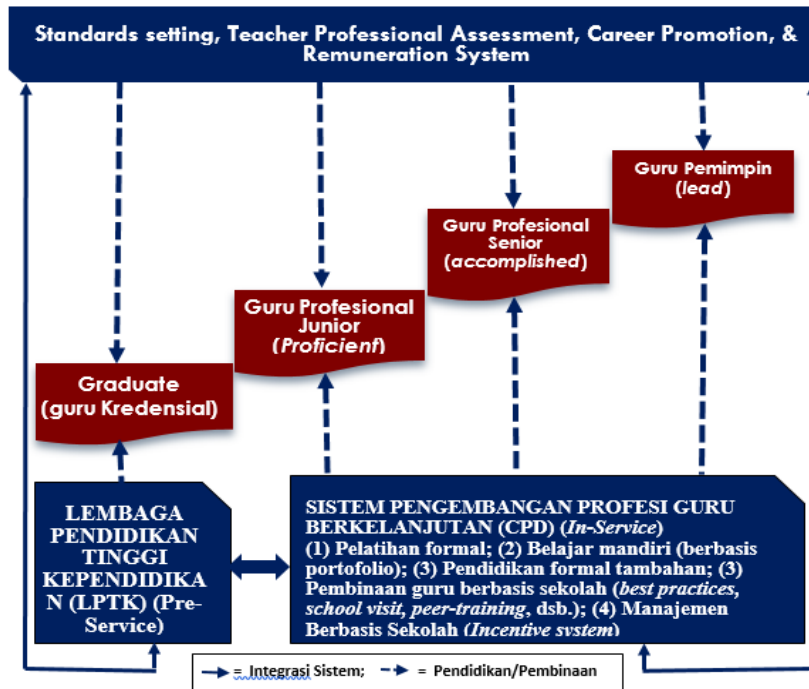 Standards setting, Teacher Professional Assessment, Career Promotion, &
Remuneration System
Guru Pemimpin
(lead)
Guru Profesional
Senior
(accomplished)
Guru Profesional
Junior
(Proficient)
Graduate
(guru Kredensial)
LEMBAGA
PENDIDIKAN
TINGGI
KEPENDIDIKA
N (LPTK) (Pre-
Service)
SISTEM PENGEMBANGAN PROFESI GURU
BERKELANJUTAN (CPD) (In-Service)
(1) Pelatihan formal; (2) Belajar mandiri (berbasis
portofolio); (3) Pendidikan formal tambahan; (3)
Pembinaan guru berbasis sekolah (best practices,
school visit, peer-training, dsb.); (4) Manajemen
Berbasis Sekolah (Incentive system)
= Integrasi Sistem; = Pendidikan/Pembinaan